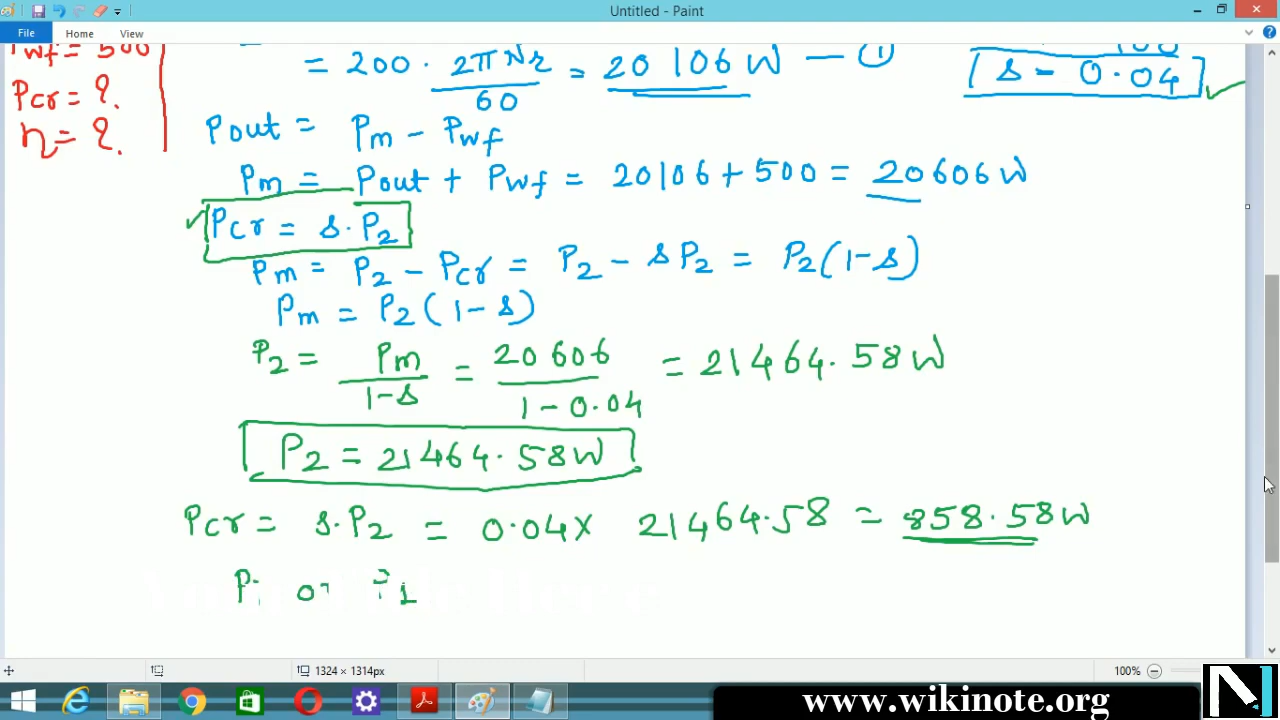 Untitled - Paint
File Home View
Pwf = 500
Pcr = ?.
η = ?.
= 200 · 2πNr / 60 = 20106 W — ①
100
s - 0.04
Pout = Pm - Pwf
Pm = Pout + Pwf = 20106 + 500 = 20606 W
Pcr = s · P2
Pm = P2 - Pcr = P2 - sP2 = P2(1-s)
Pm = P2(1-s)
P2 = Pm / 1-s = 20606 / 1-0.04 = 21464.58 W
P2 = 21464.58 W
Pcr = s.P2 = 0.04 x 21464.58 = 858.58 W
1324 × 1314px
100%
www.wikinote.org